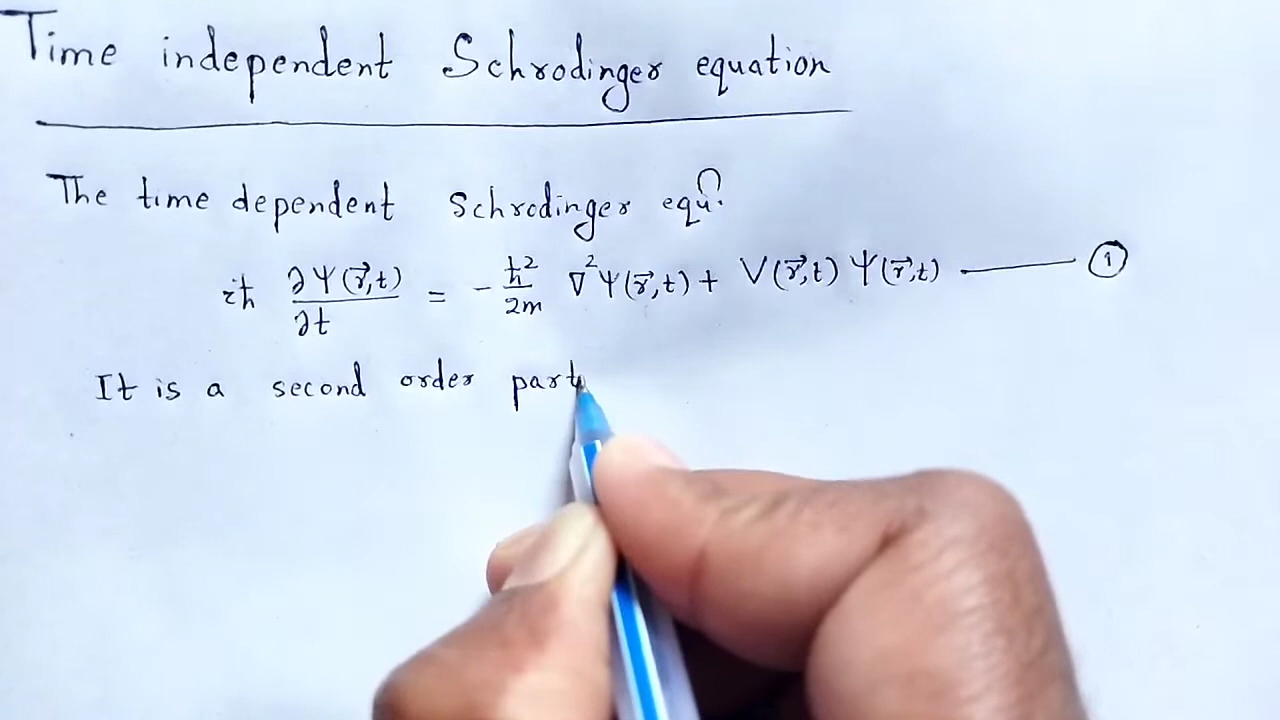 Time independent Schrodinger equation
The time dependent Schrodinger equn.
iħ ∂Ψ(r⃗,t)/∂t = - ħ²/2m ∇²Ψ(r⃗,t) + V(r⃗,t) Ψ(r⃗,t) —— ①
It is a second order part